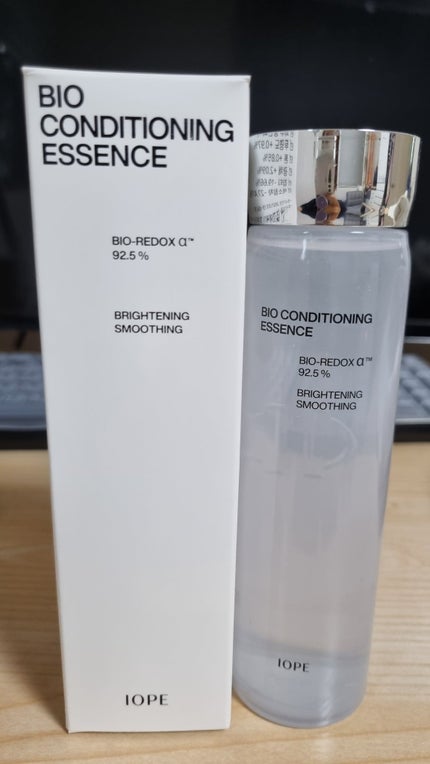 BIO
CONDITIONING
ESSENCE
BIO-REDOX α™
92.5 %
BRIGHTENING
SMOOTHING
IOPE
BIO CONDITIONING
ESSENCE
BIO-REDOX α™
92.5 %
BRIGHTENING
SMOOTHING
IOPE